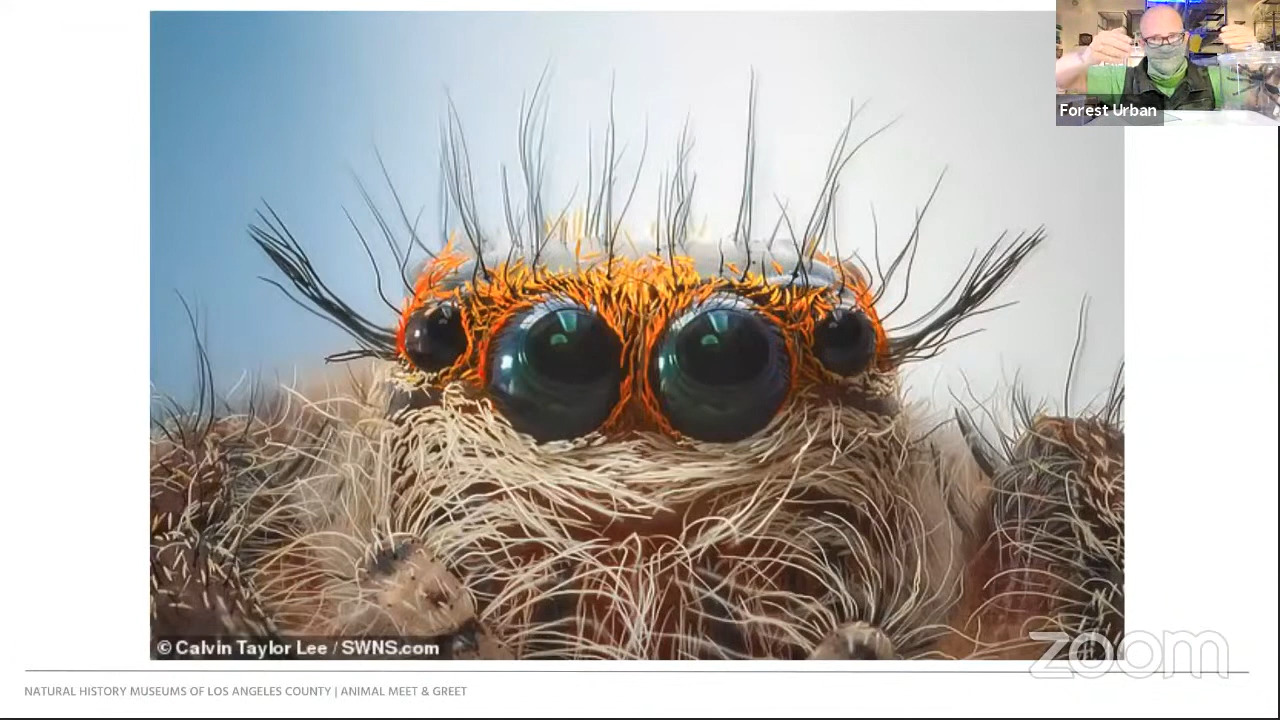 Forest Urban
© Calvin Taylor Lee / SWNS.com
zoom
NATURAL HISTORY MUSEUMS OF LOS ANGELES COUNTY | ANIMAL MEET & GREET